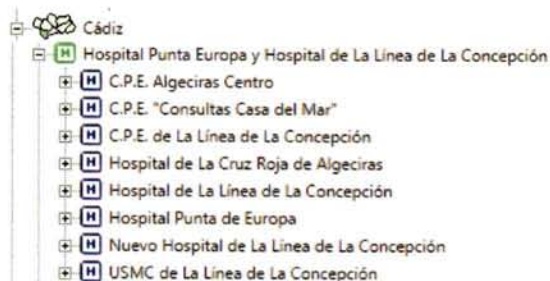 Cádiz
H Hospital Punta Europa y Hospital de La Línea de La Concepción
H C.P.E. Algeciras Centro
H C.P.E. "Consultas Casa del Mar"
H C.P.E. de La Línea de La Concepción
H Hospital de La Cruz Roja de Algeciras
H Hospital de La Línea de La Concepción
H Hospital Punta de Europa
H Nuevo Hospital de La Línea de La Concepción
H USMC de La Línea de La Concepción